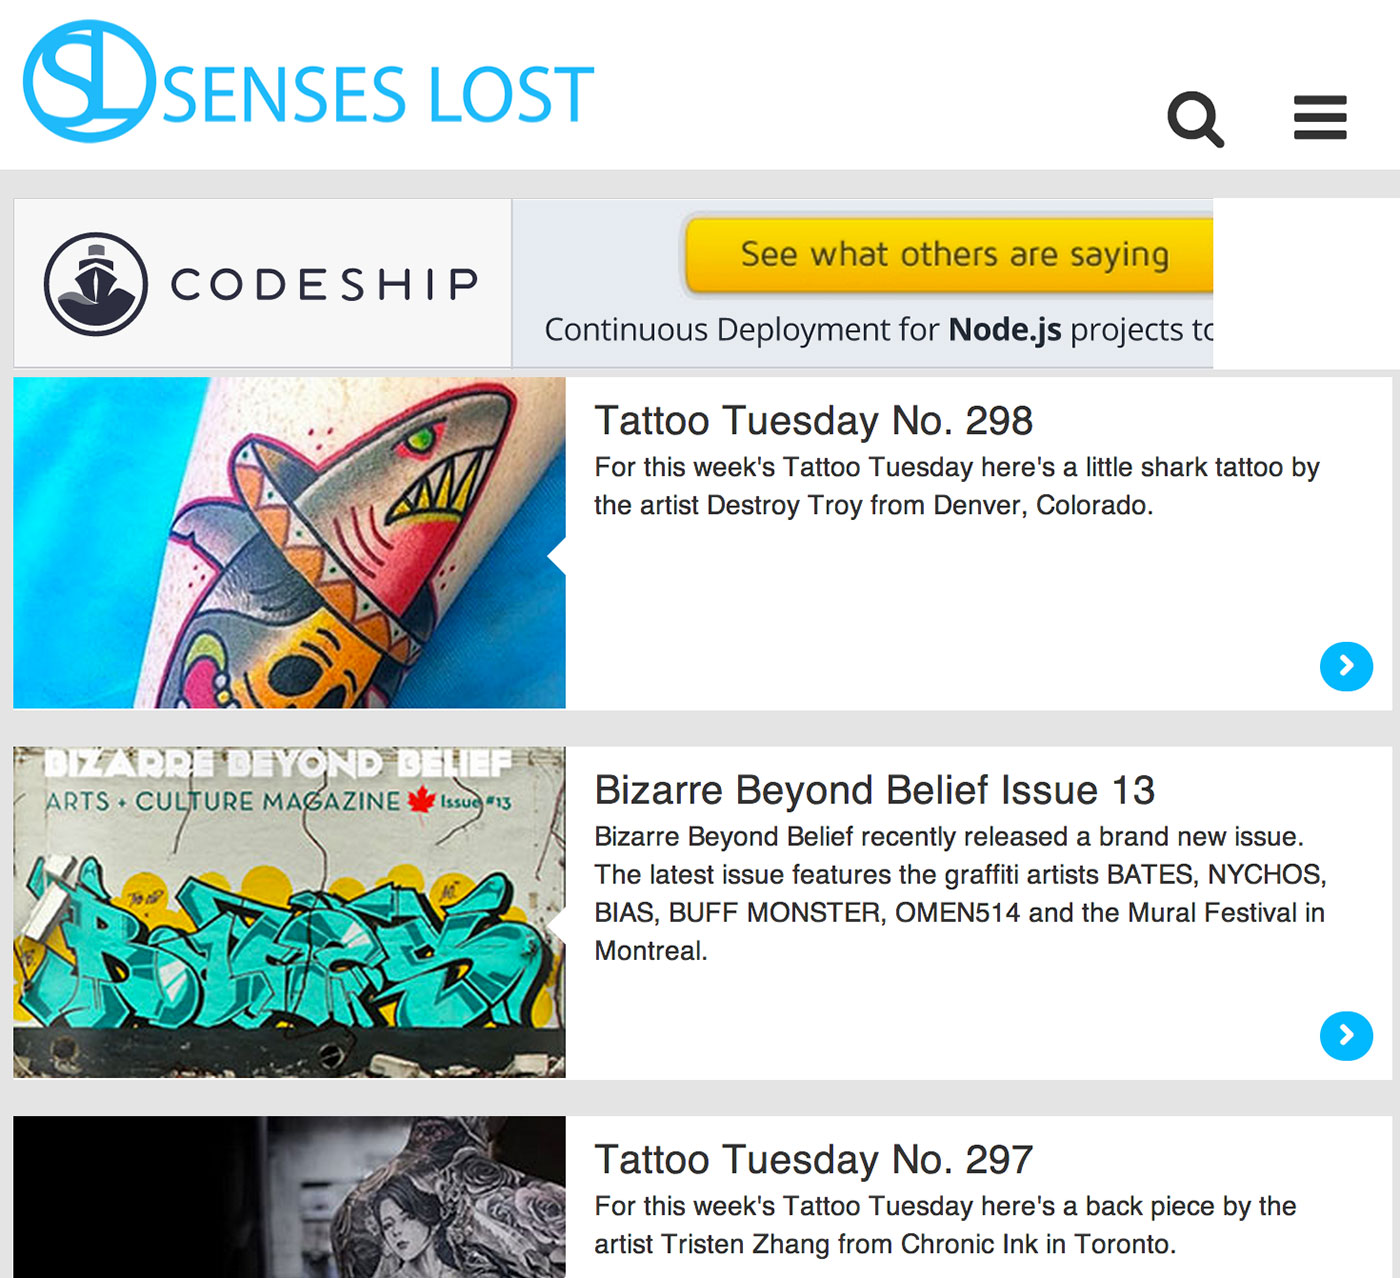 SL SENSES LOST
CODESHIP
See what others are saying
Continuous Deployment for Node.js projects to
Tattoo Tuesday No. 298
For this week's Tattoo Tuesday here's a little shark tattoo by
the artist Destroy Troy from Denver, Colorado.
BIZARRE BEYOND BELIEF
ARTS + CULTURE MAGAZINE Issue #13
Bizarre Beyond Belief Issue 13
Bizarre Beyond Belief recently released a brand new issue.
The latest issue features the graffiti artists BATES, NYCHOS,
BIAS, BUFF MONSTER, OMEN514 and the Mural Festival in
Montreal.
Tattoo Tuesday No. 297
For this week's Tattoo Tuesday here's a back piece by the
artist Tristen Zhang from Chronic Ink in Toronto.